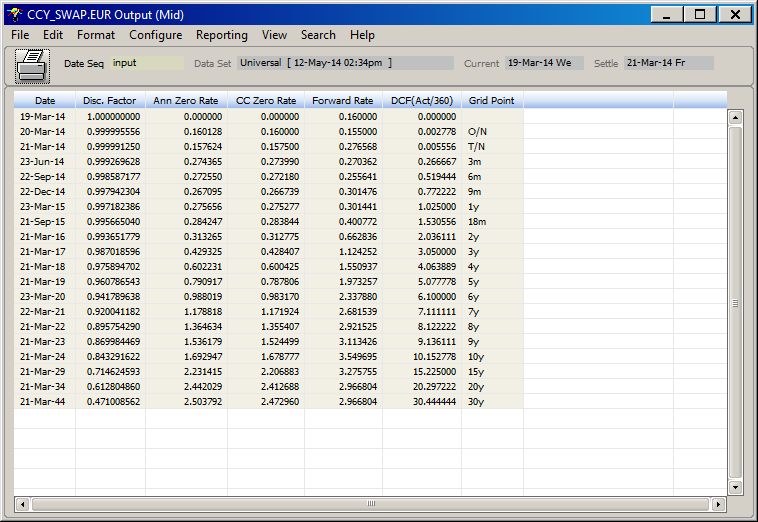 CCY_SWAP.EUR Output (Mid)
File Edit Format Configure Reporting View Search Help
Date Seq input Data Set Universal [ 12-May-14 02:34pm ] Current 19-Mar-14 We Settle 21-Mar-14 Fr
Date Disc. Factor Ann Zero Rate CC Zero Rate Forward Rate DCF(Act/360) Grid Point
19-Mar-14 1.000000000 0.000000 0.000000 0.160000 0.000000
20-Mar-14 0.999995556 0.160128 0.160000 0.155000 0.002778 O/N
21-Mar-14 0.999991250 0.157624 0.157500 0.276568 0.005556 T/N
23-Jun-14 0.999269628 0.274365 0.273990 0.270362 0.266667 3m
22-Sep-14 0.998587177 0.272550 0.272180 0.255641 0.519444 6m
22-Dec-14 0.997942304 0.267095 0.266739 0.301476 0.772222 9m
23-Mar-15 0.997182386 0.275656 0.275277 0.301441 1.025000 1y
21-Sep-15 0.995665040 0.284247 0.283844 0.400772 1.530556 18m
21-Mar-16 0.993651779 0.313265 0.312775 0.662836 2.036111 2y
21-Mar-17 0.987018596 0.429325 0.428407 1.124252 3.050000 3y
21-Mar-18 0.975894702 0.602231 0.600425 1.550937 4.063889 4y
21-Mar-19 0.960786543 0.790917 0.787806 1.973257 5.077778 5y
23-Mar-20 0.941789638 0.988019 0.983170 2.337880 6.100000 6y
22-Mar-21 0.920041182 1.178818 1.171924 2.681539 7.111111 7y
21-Mar-22 0.895754290 1.364634 1.355407 2.921525 8.122222 8y
21-Mar-23 0.869984469 1.536179 1.524499 3.113426 9.136111 9y
21-Mar-24 0.843291622 1.692947 1.678777 3.549695 10.152778 10y
21-Mar-29 0.714624593 2.231415 2.206883 3.275755 15.225000 15y
21-Mar-34 0.612804860 2.442029 2.412688 2.966804 20.297222 20y
21-Mar-44 0.471008562 2.503792 2.472960 2.966804 30.444444 30y